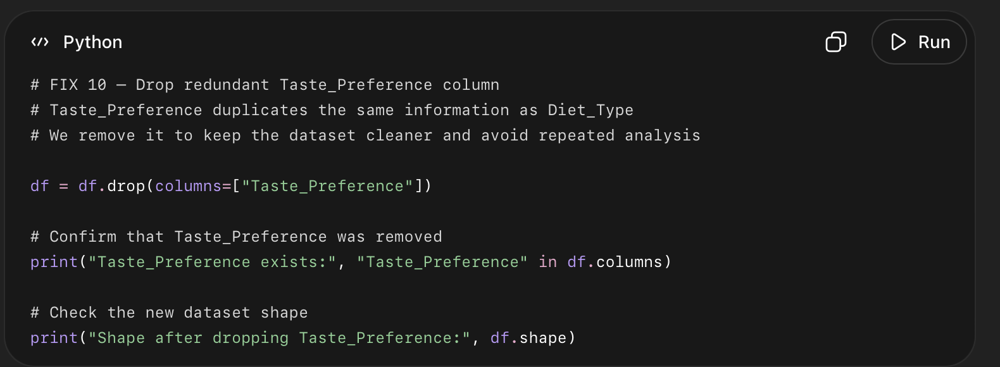 Python
Run
# FIX 10 — Drop redundant Taste_Preference column
# Taste_Preference duplicates the same information as Diet_Type
# We remove it to keep the dataset cleaner and avoid repeated analysis
df = df.drop(columns=["Taste_Preference"])
# Confirm that Taste_Preference was removed
print("Taste_Preference exists:", "Taste_Preference" in df.columns)
# Check the new dataset shape
print("Shape after dropping Taste_Preference:", df.shape)